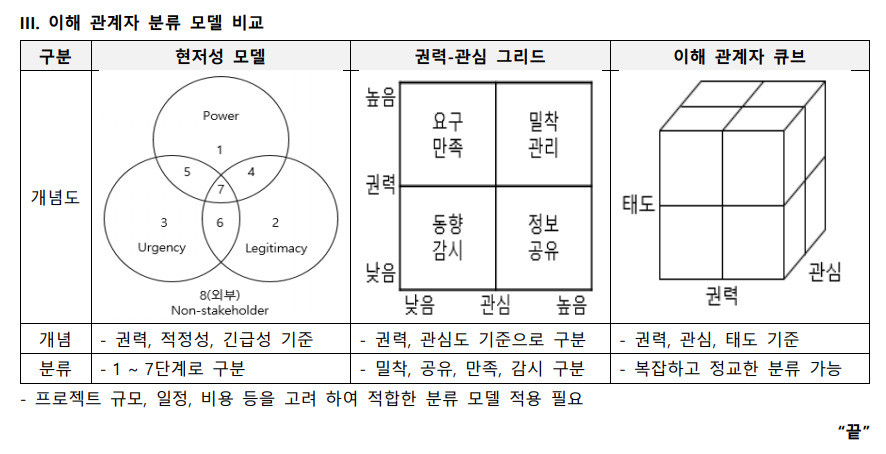 III. 이해 관계자 분류 모델 비교
구분
현저성 모델
권력-관심 그리드
이해 관계자 큐브
개념도
Power
1
5
4
7
3
6
2
Urgency
Legitimacy
8(외부)
Non-stakeholder
높음
권력
낮음
요구
만족
밀착
관리
동향
감시
정보
공유
낮음
관심
높음
태도
권력
관심
개념
- 권력, 적정성, 긴급성 기준
- 권력, 관심도 기준으로 구분
- 권력, 관심, 태도 기준
분류
- 1 ~ 7단계로 구분
- 밀착, 공유, 만족, 감시 구분
- 복잡하고 정교한 분류 가능
- 프로젝트 규모, 일정, 비용 등을 고려 하여 적합한 분류 모델 적용 필요
“끝”